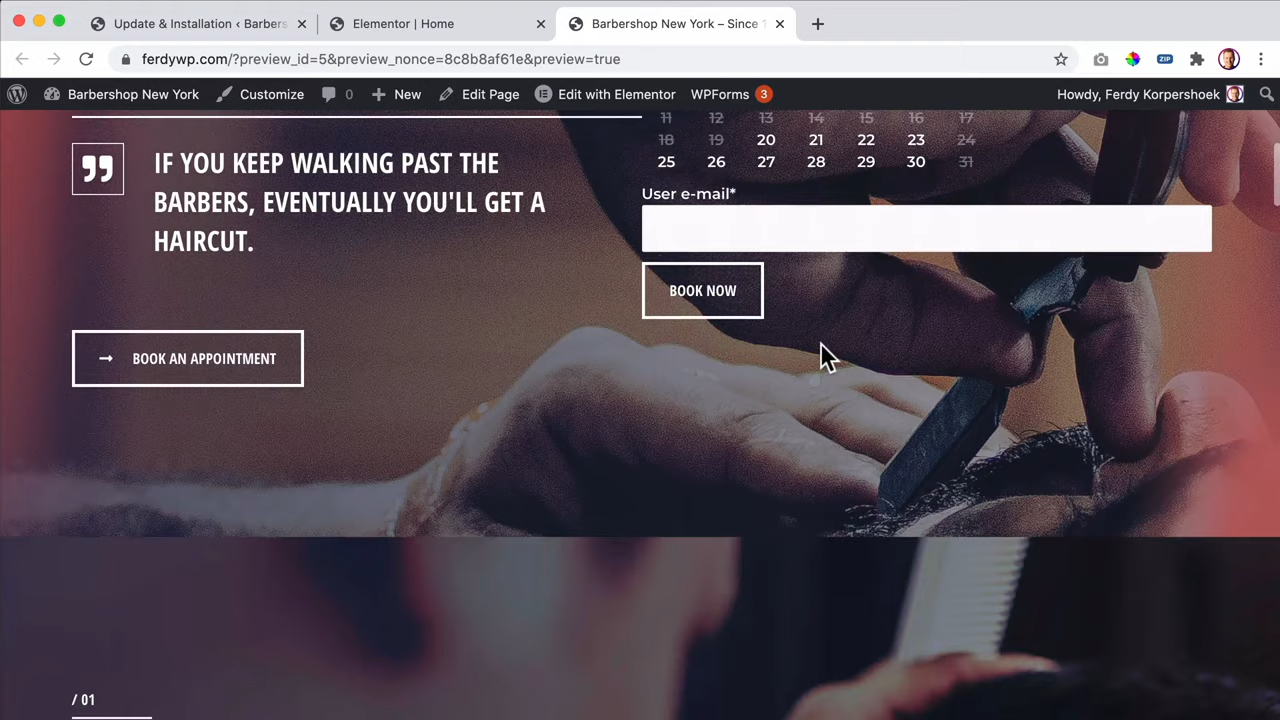 Update & Installation ‹ Barbers
Elementor | Home
Barbershop New York – Since 1
ferdywp.com/?preview_id=5&preview_nonce=8c8b8af61e&preview=true
ZIP
Barbershop New York
Customize
0
New
Edit Page
Edit with Elementor
WPForms 3
Howdy, Ferdy Korpershoek
11 12 13 14 15 16 17
18 19 20 21 22 23 24
25 26 27 28 29 30 31
IF YOU KEEP WALKING PAST THE
BARBERS, EVENTUALLY YOU'LL GET A
HAIRCUT.
BOOK AN APPOINTMENT
User e-mail*
BOOK NOW
/ 01